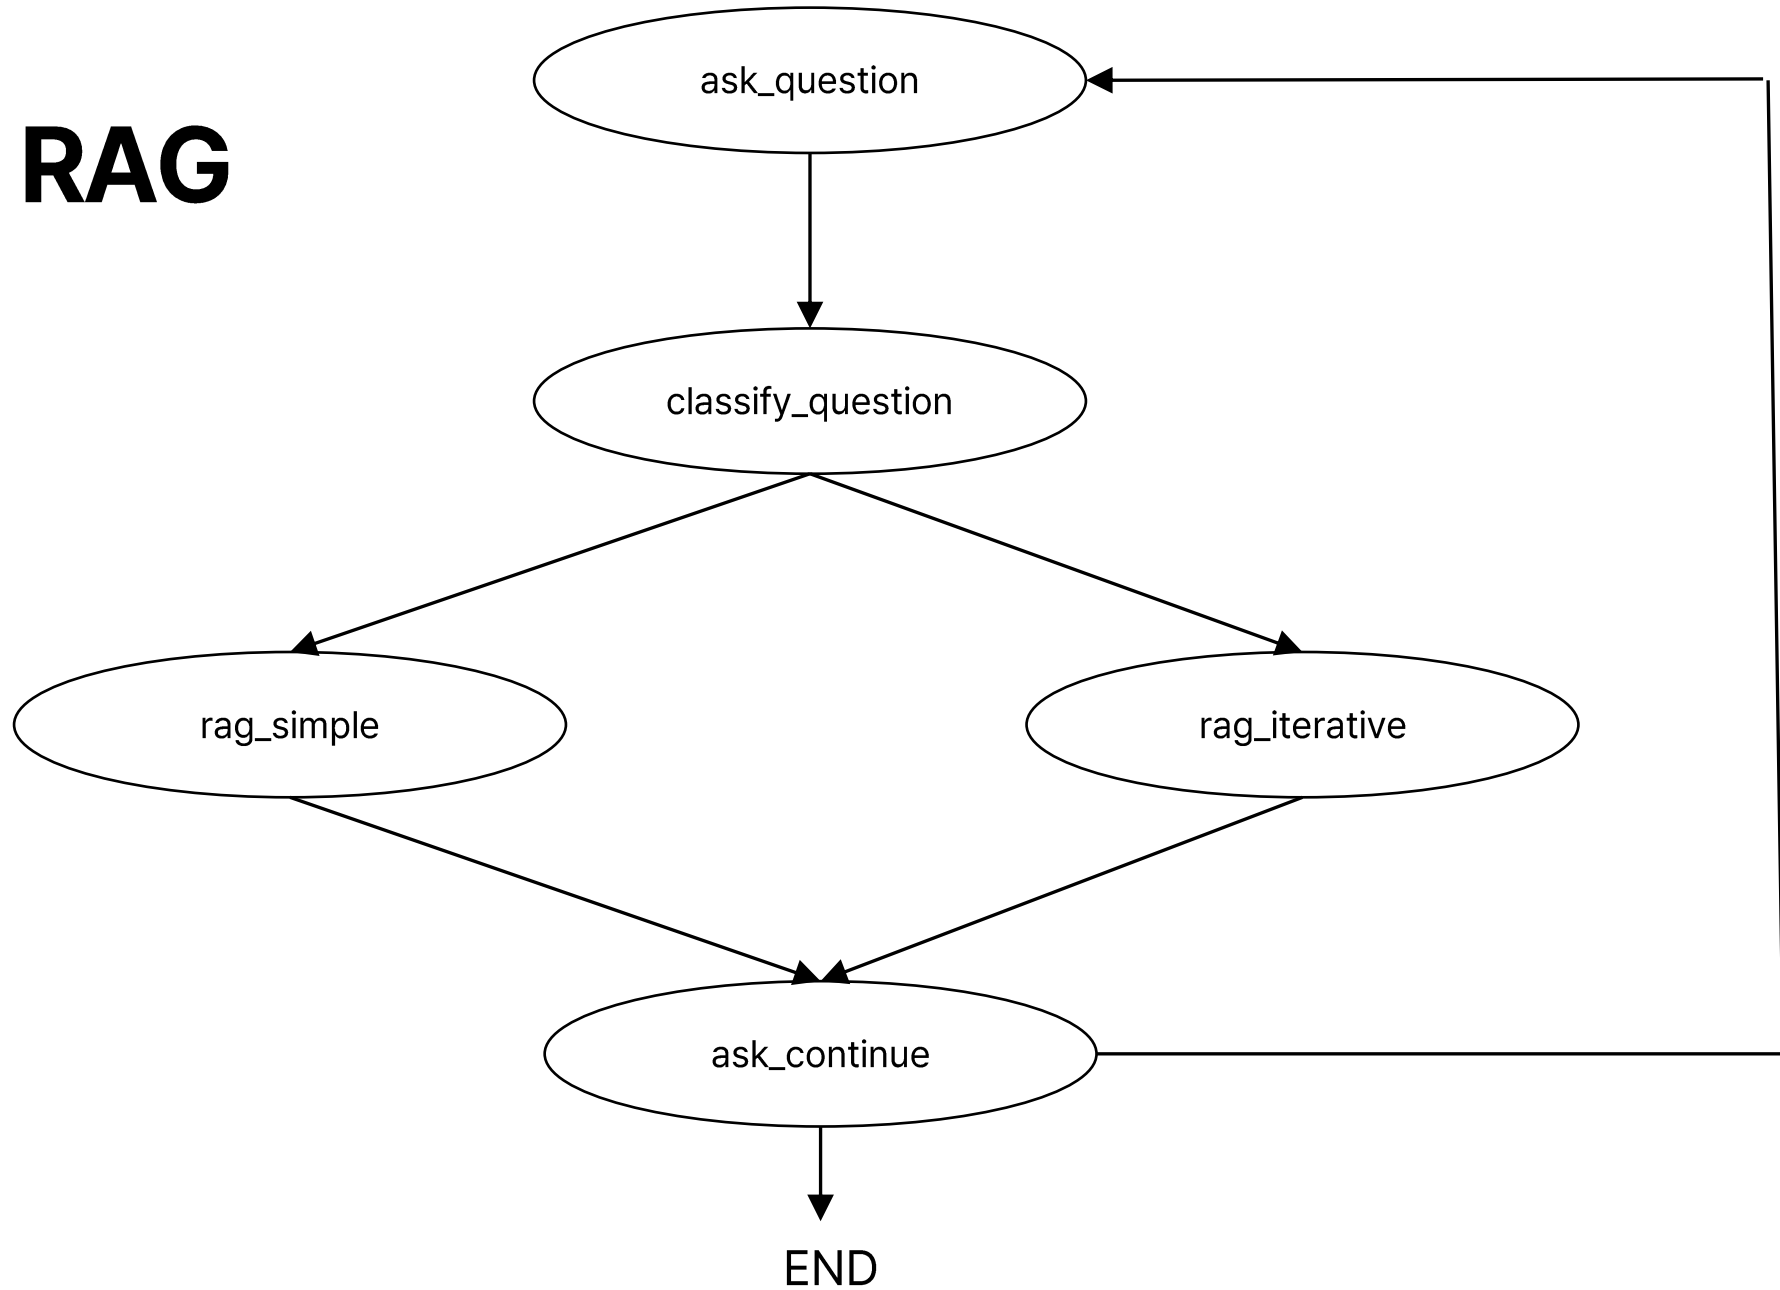 ask_question
RAG
classify_question
rag_simple
rag_iterative
ask_continue
END